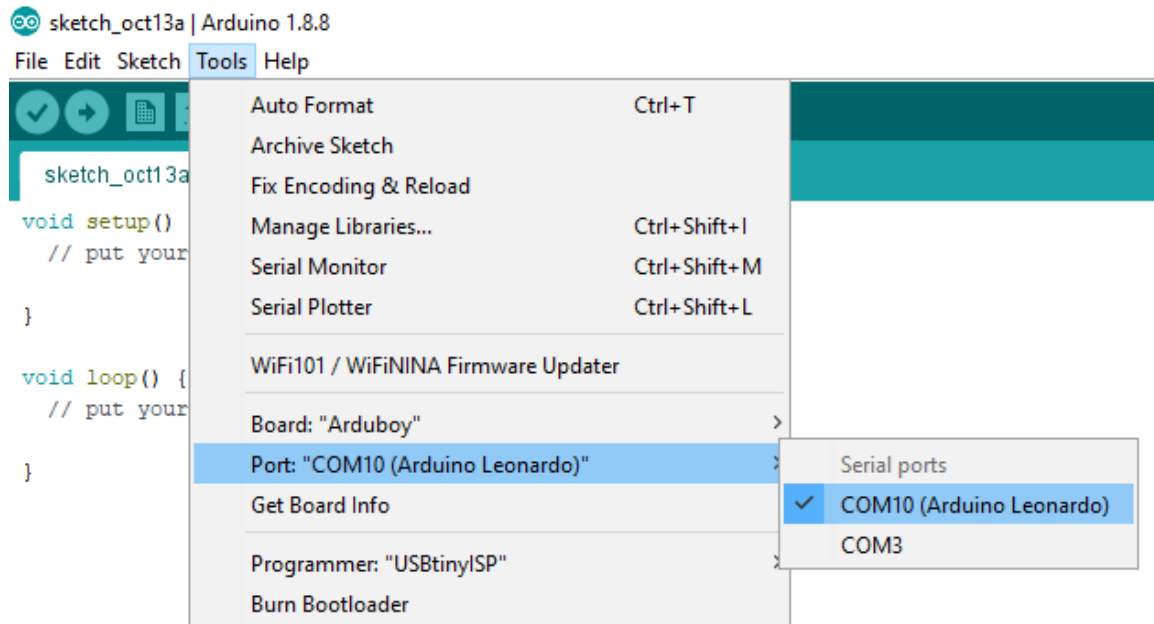 sketch_oct13a | Arduino 1.8.8
File Edit Sketch Tools Help
sketch_oct13a
void setup()
// put your
}
void loop() {
// put your
}
Auto Format Ctrl+T
Archive Sketch
Fix Encoding & Reload
Manage Libraries... Ctrl+Shift+I
Serial Monitor Ctrl+Shift+M
Serial Plotter Ctrl+Shift+L
WiFi101 / WiFiNINA Firmware Updater
Board: "Arduboy"
Port: "COM10 (Arduino Leonardo)"
Get Board Info
Programmer: "USBtinyISP"
Burn Bootloader
Serial ports
COM10 (Arduino Leonardo)
COM3